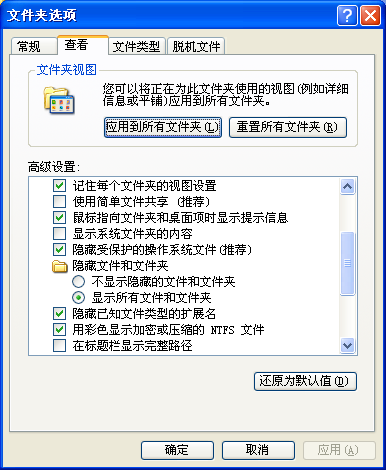 文件夹选项
常规 查看 文件类型 脱机文件
文件夹视图
您可以将正在为此文件夹使用的视图(例如详细
信息或平铺)应用到所有文件夹。
应用到所有文件夹(L) 重置所有文件夹(R)
高级设置:
记住每个文件夹的视图设置
使用简单文件共享 (推荐)
鼠标指向文件夹和桌面项时显示提示信息
显示系统文件夹的内容
隐藏受保护的操作系统文件(推荐)
隐藏文件和文件夹
不显示隐藏的文件和文件夹
显示所有文件和文件夹
隐藏已知文件类型的扩展名
用彩色显示加密或压缩的 NTFS 文件
在标题栏显示完整路径
还原为默认值(D)
确定 取消 应用(A)